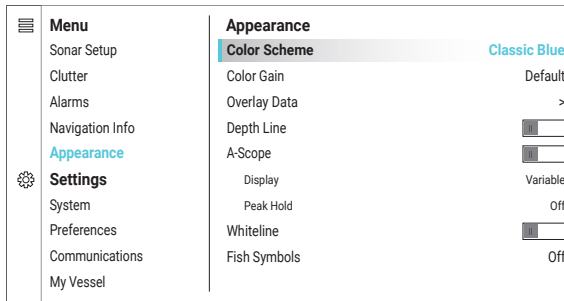 Menu
Sonar Setup
Clutter
Alarms
Navigation Info
Appearance
Settings
System
Preferences
Communications
My Vessel
Appearance
Color Scheme Classic Blue
Color Gain Default
Overlay Data >
Depth Line
A-Scope
Display Variable
Peak Hold Off
Whiteline
Fish Symbols Off